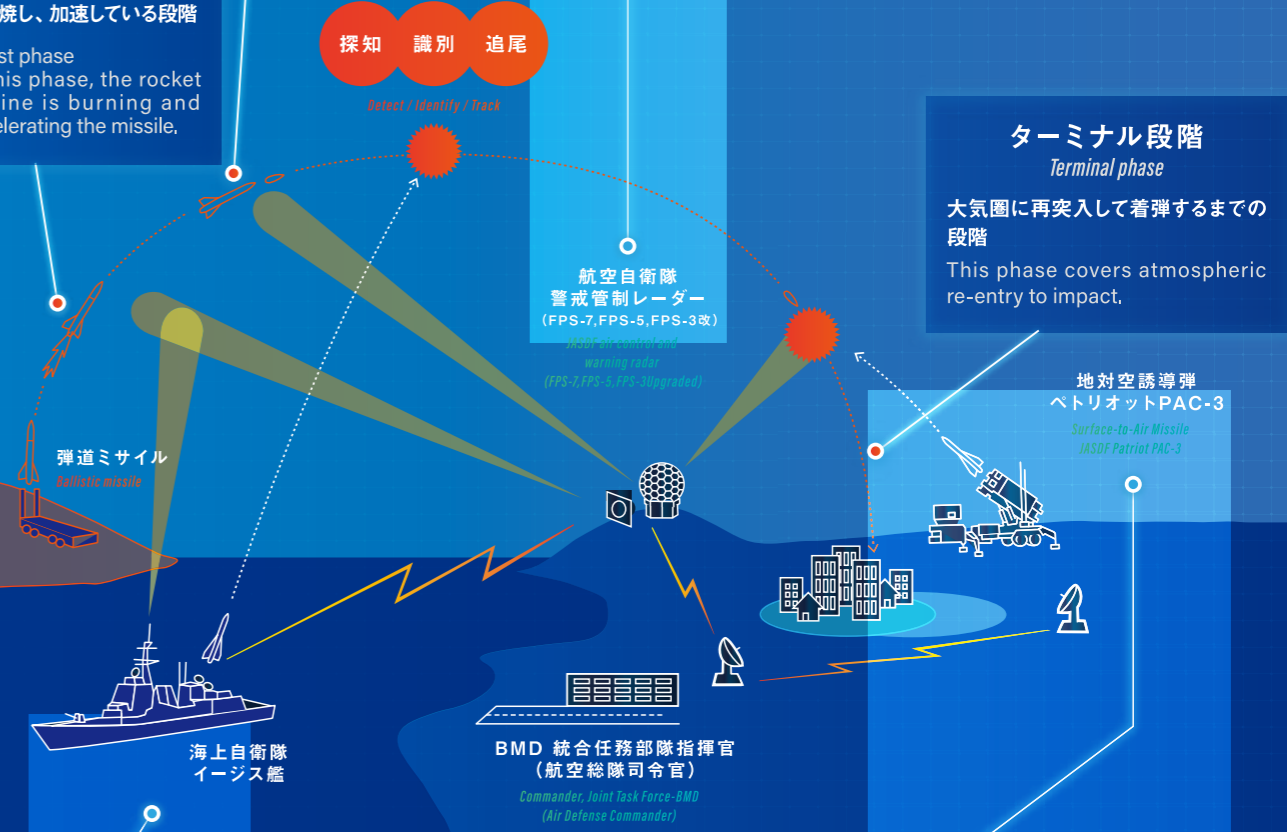 焼し、加速している段階
st phase
his phase, the rocket
ine is burning and
elerating the missile.
探知 識別 追尾
Detect / Identify / Track
ターミナル段階
Terminal phase
大気圏に再突入して着弾するまでの
段階
This phase covers atmospheric
re-entry to impact.
航空自衛隊
警戒管制レーダー
（FPS-7,FPS-5,FPS-3改）
JASDF air control and
warning radar
(FPS-7,FPS-5,FPS-3Upgraded)
地対空誘導弾
ペトリオットPAC-3
Surface-to-Air Missile
JASDF Patriot PAC-3
弾道ミサイル
Ballistic missile
海上自衛隊
イージス艦
BMD 統合任務部隊指揮官
（航空総隊司令官）
Commander, Joint Task Force-BMD
(Air Defense Commander)